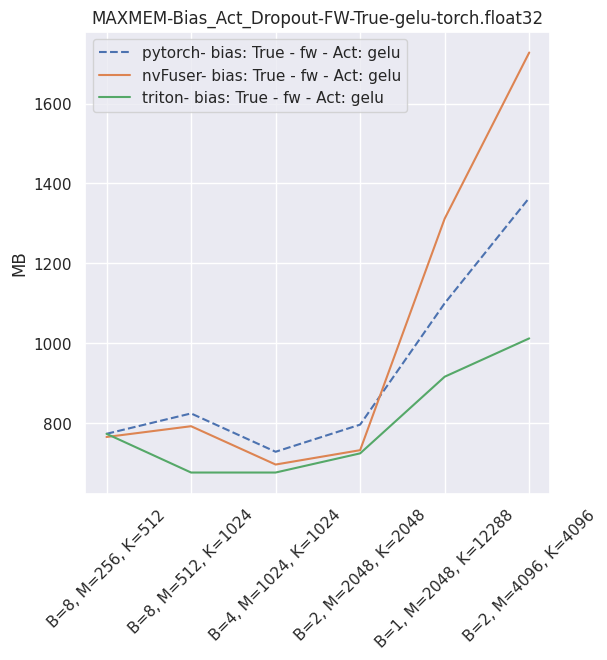 MAXMEM-Bias_Act_Dropout-FW-True-gelu-torch.float32
pytorch- bias: True - fw - Act: gelu
nvFuser- bias: True - fw - Act: gelu
triton- bias: True - fw - Act: gelu
MB
1600
1400
1200
1000
800
B=8, M=256, K=512
B=8, M=512, K=1024
B=4, M=1024, K=1024
B=2, M=2048, K=2048
B=1, M=2048, K=12288
B=2, M=4096, K=4096